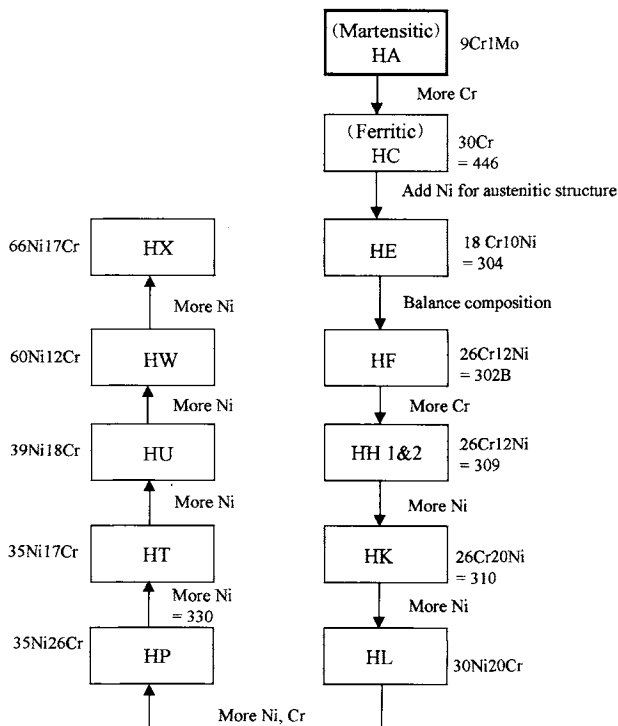 (Martensitic)
HA
9Cr1Mo
More Cr
(Ferritic)
HC
30Cr
= 446
Add Ni for austenitic structure
HE
18 Cr10Ni
= 304
Balance composition
HF
26Cr12Ni
= 302B
More Cr
HH 1&2
26Cr12Ni
= 309
More Ni
HK
26Cr20Ni
= 310
More Ni
HL
30Ni20Cr
More Ni, Cr
35Ni26Cr
HP
More Ni
= 330
35Ni17Cr
HT
More Ni
39Ni18Cr
HU
More Ni
60Ni12Cr
HW
More Ni
66Ni17Cr
HX